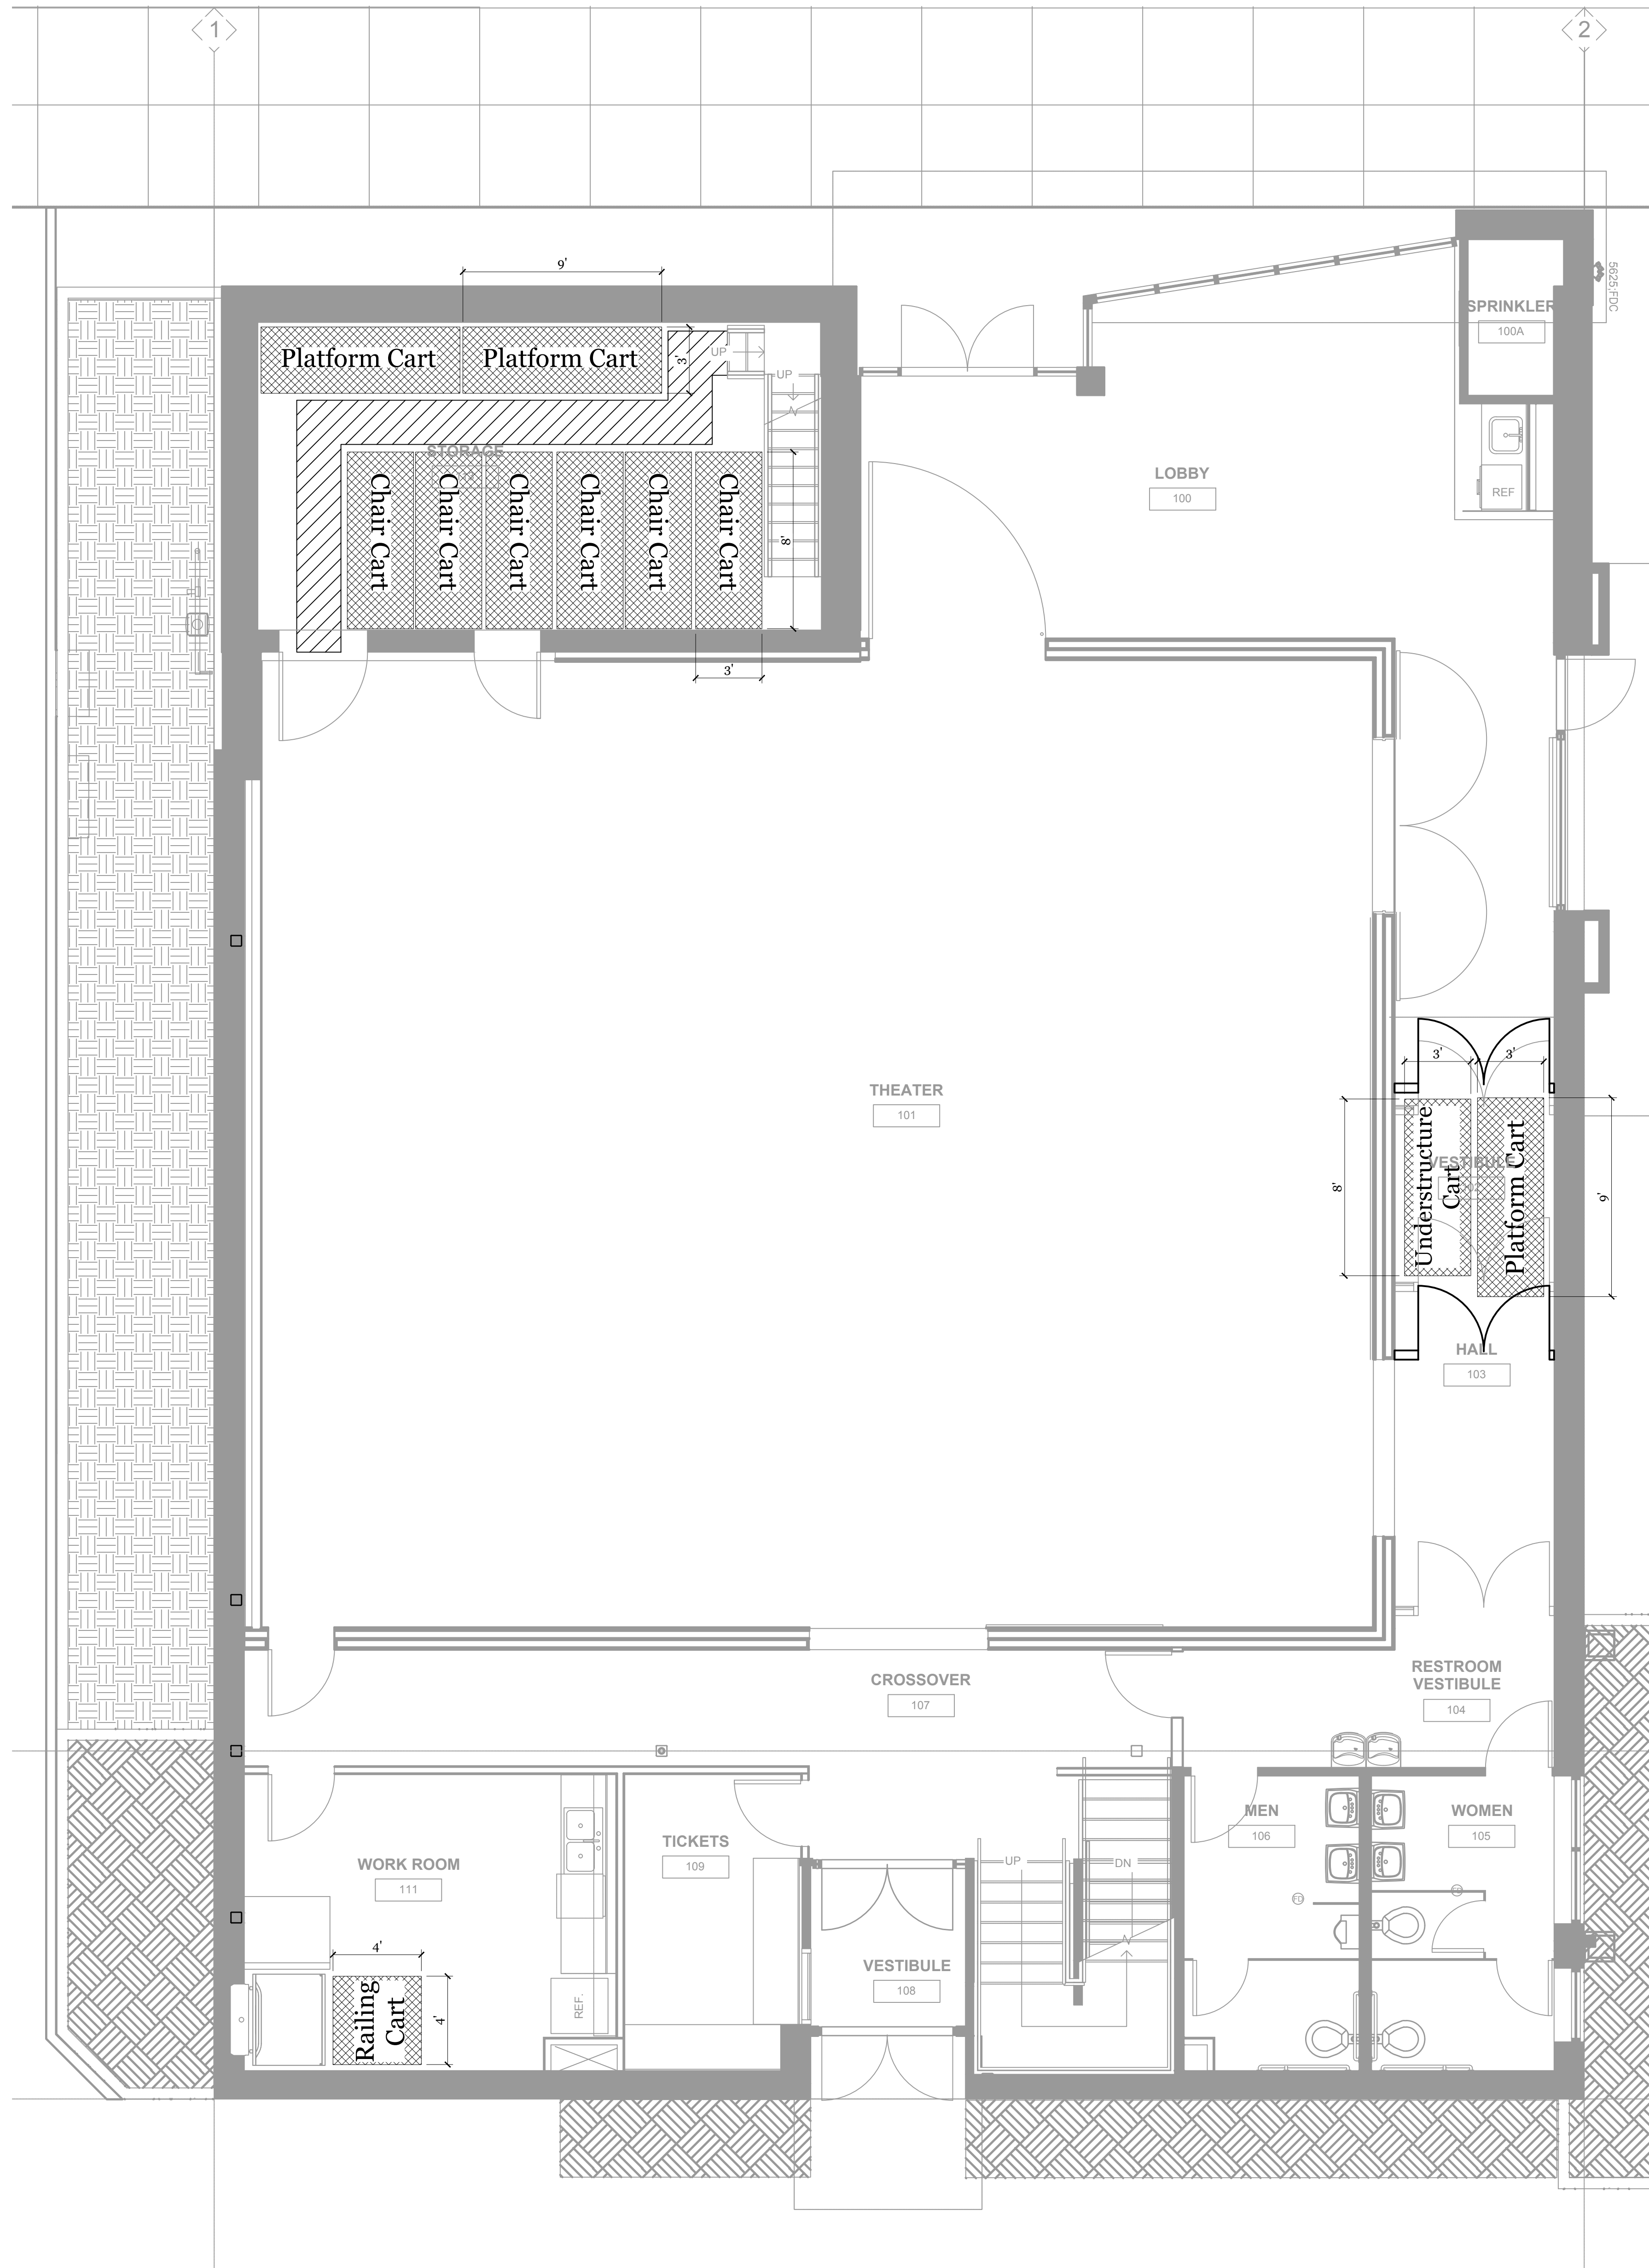 1
2
5625:FDC
9'
SPRINKLER
100A
Platform Cart
Platform Cart
3'
UP
UP
STORAGE
Chair Cart
Chair Cart
Chair Cart
Chair Cart
Chair Cart
Chair Cart
8'
3'
LOBBY
100
REF
THEATER
101
3'
3'
Understructure
Cart
VESTIBULE
Platform Cart
8'
9'
HALL
103
CROSSOVER
107
RESTROOM
VESTIBULE
104
WORK ROOM
111
TICKETS
109
UP
DN
MEN
106
WOMEN
105
FD
VESTIBULE
108
REF.
4'
Railing
Cart
4'